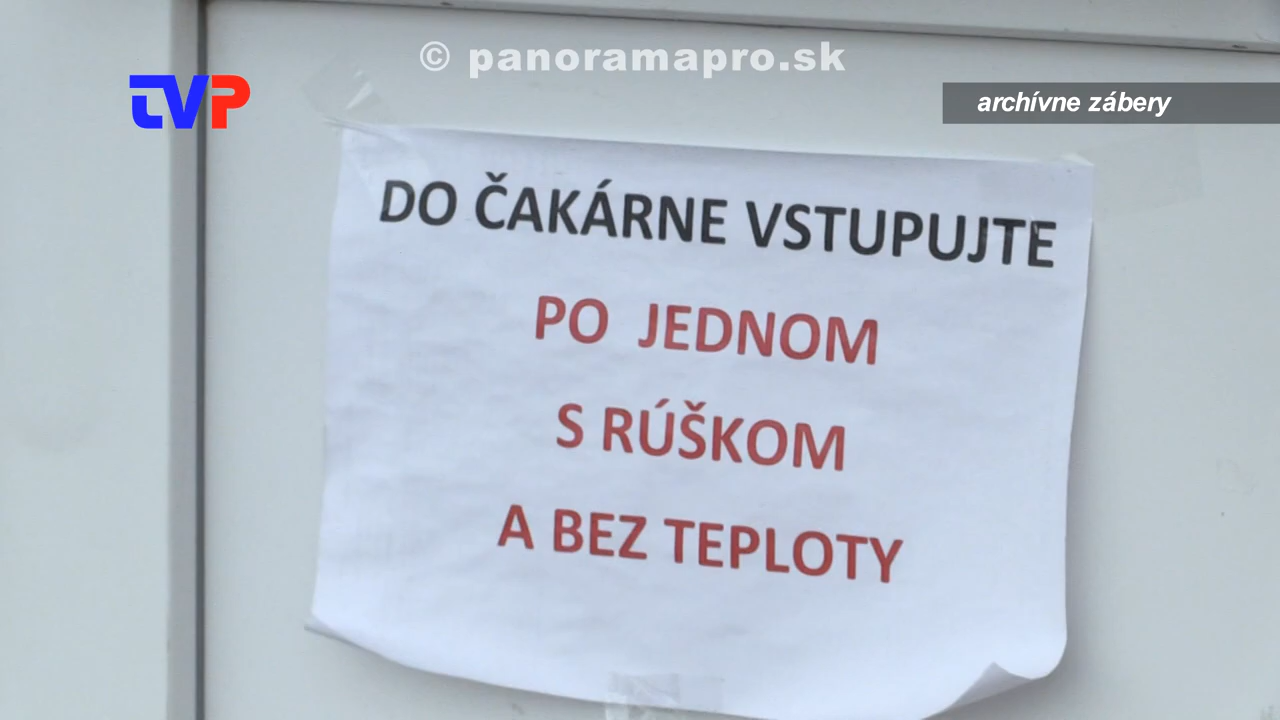 © panoramapro.sk
TVP
archívne zábery
DO ČAKÁRNE VSTUPUJTE
PO JEDNOM
S RÚŠKOM
A BEZ TEPLOTY